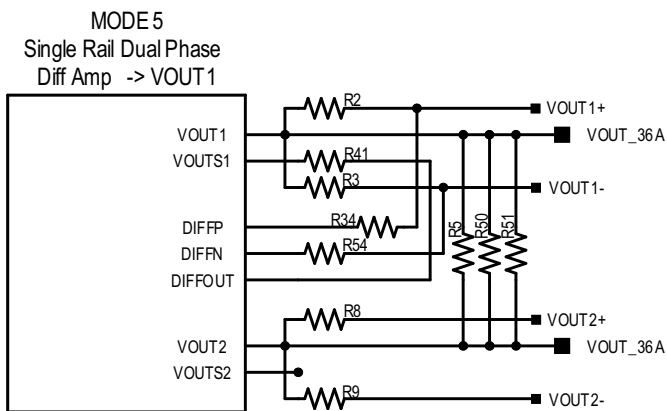 MODE 5
Single Rail Dual Phase
Diff Amp -> VOUT1
R2
VOUT1+
VOUT1
VOUT_36A
VOUTS1
R41
R3
VOUT1-
R34
DIFFP
R5
R50
R51
DIFFN
R54
DIFFOUT
R8
VOUT2+
VOUT2
VOUT_36A
VOUTS2
R9
VOUT2-